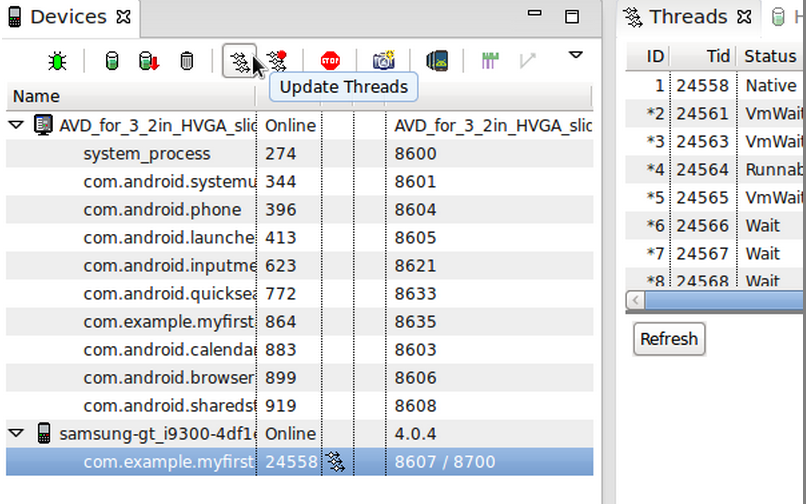 Devices
STOP
Update Threads
Name
AVD_for_3_2in_HVGA_slid Online AVD_for_3_2in_HVGA_slid
system_process 274 8600
com.android.systemu 344 8601
com.android.phone 396 8604
com.android.launche 413 8605
com.android.inputme 623 8621
com.android.quicksea 772 8633
com.example.myfirst 864 8635
com.android.calendar 883 8603
com.android.browser 899 8606
com.android.sharedst 919 8608
samsung-gt_i9300-4df1 Online 4.0.4
com.example.myfirst 24558 8607 / 8700
Threads H
ID Tid Status
1 24558 Native
*2 24561 VmWait
*3 24563 VmWait
*4 24564 Runnab
*5 24565 VmWait
*6 24566 Wait
*7 24567 Wait
*8 24568 Wait
Refresh